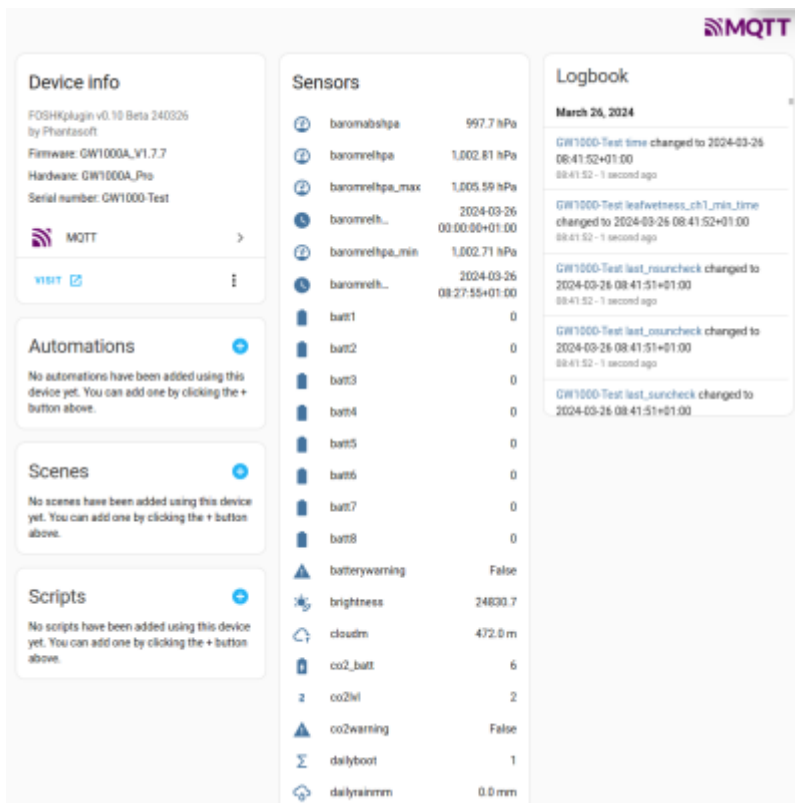 MQTT
Device info
FOSHKplugin v0.10 Beta 240326
by Phantasoft
Firmware: GW1000A_V1.7.7
Hardware: GW1000A_Pro
Serial number: GW1000-Test
MQTT
VISIT
Automations
No automations have been added using this
device yet. You can add one by clicking the +
button above.
Scenes
No scenes have been added using this device
yet. You can add one by clicking the + button
above.
Scripts
No scripts have been added using this device
yet. You can add one by clicking the + button
above.
Sensors
baromabshpa 997.7 hPa
baromrelhpa 1,002.81 hPa
baromrelhpa_max 1,005.59 hPa
baromrelh... 2024-03-26
00:00:00+01:00
baromrelhpa_min 1,002.71 hPa
baromrelh... 2024-03-26
08:27:55+01:00
batt1 0
batt2 0
batt3 0
batt4 0
batt5 0
batt6 0
batt7 0
batt8 0
batterywarning False
brightness 24830.7
cloudm 472.0 m
co2_batt 6
2 co2lvl 2
co2warning False
dailyboot 1
dailyrainmm 0.0 mm
Logbook
March 26, 2024
GW1000-Test time changed to 2024-03-26
08:41:52+01:00
08:41:52 - 1 second ago
GW1000-Test leafwetness_ch1_min_time
changed to 2024-03-26 08:41:52+01:00
08:41:52 - 1 second ago
GW1000-Test last_nsuncheck changed to
2024-03-26 08:41:51+01:00
08:41:52 - 1 second ago
GW1000-Test last_osuncheck changed to
2024-03-26 08:41:51+01:00
08:41:52 - 1 second ago
GW1000-Test last_suncheck changed to
2024-03-26 08:41:51+01:00